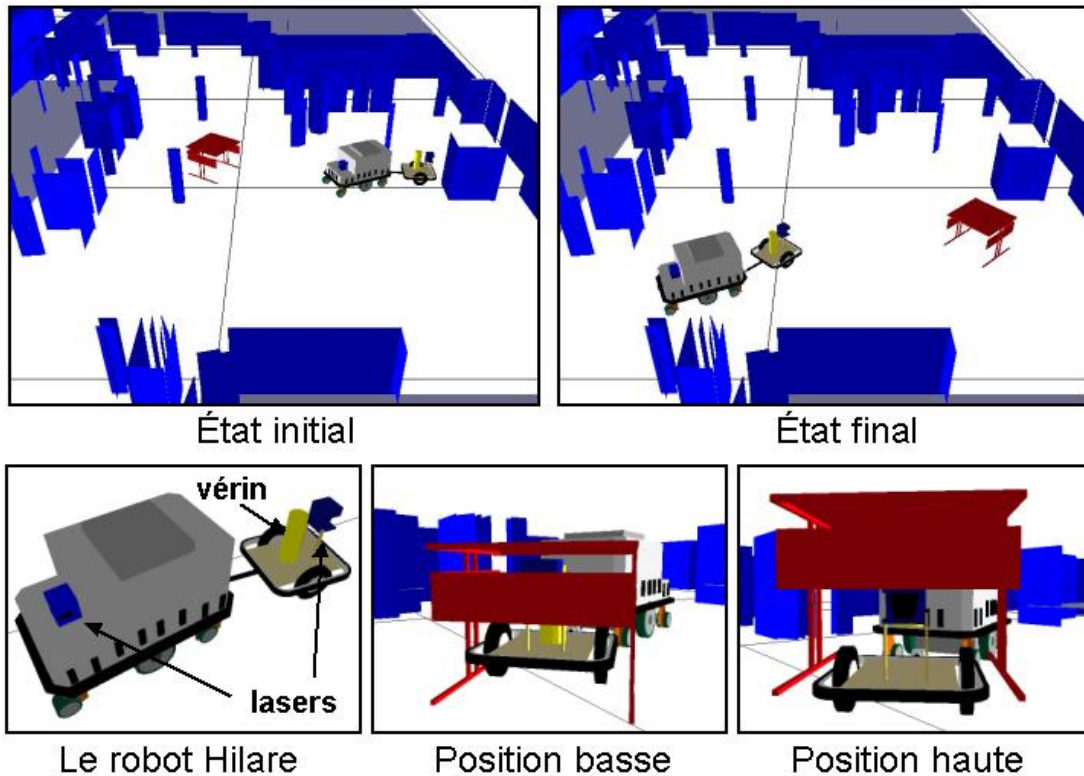 État initial
État final
vérin
lasers
Le robot Hilare
Position basse
Position haute